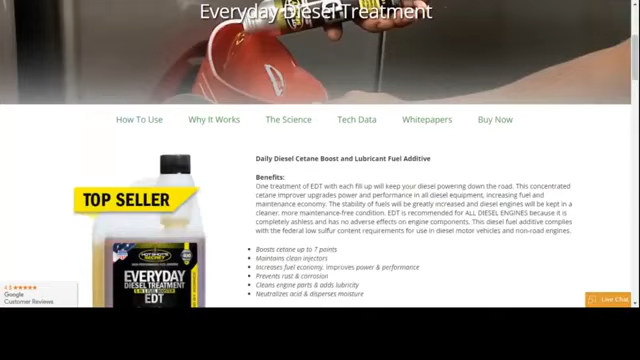 Everyday Diesel Treatment
How To Use
Why It Works
The Science
Tech Data
Whitepapers
Buy Now
Daily Diesel Cetane Boost and Lubricant Fuel Additive
Benefits:
One treatment of EDT with each fill up will keep your diesel powering down the road. This concentrated
cetane improver upgrades power and performance in all diesel equipment, increasing fuel and
maintenance economy. The stability of fuels will be greatly increased and diesel engines will be kept in a
cleaner, more maintenance-free condition. EDT is recommended for ALL DIESEL ENGINES because it is
completely ashless and has no adverse effects on engine components. This diesel fuel additive complies
with the federal low sulfur content requirements for use in diesel motor vehicles and non-road engines.
Boosts cetane up to 7 points
Maintains clean injectors
Increases fuel economy. Improves power & performance
Prevents rust & corrosion
Cleans engine parts & adds lubricity
Neutralizes acid & disperses moisture
TOP SELLER
HOT SHOT'S
SECRET
EVERYDAY
DIESEL TREATMENT
EDT
4.8
Google
Customer Reviews
Live Chat